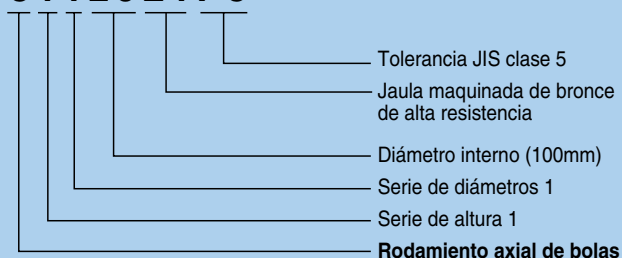 Tolerancia JIS clase 5
Jaula maquinada de bronce
de alta resistencia
Diámetro interno (100mm)
Serie de diámetros 1
Serie de altura 1
Rodamiento axial de bolas